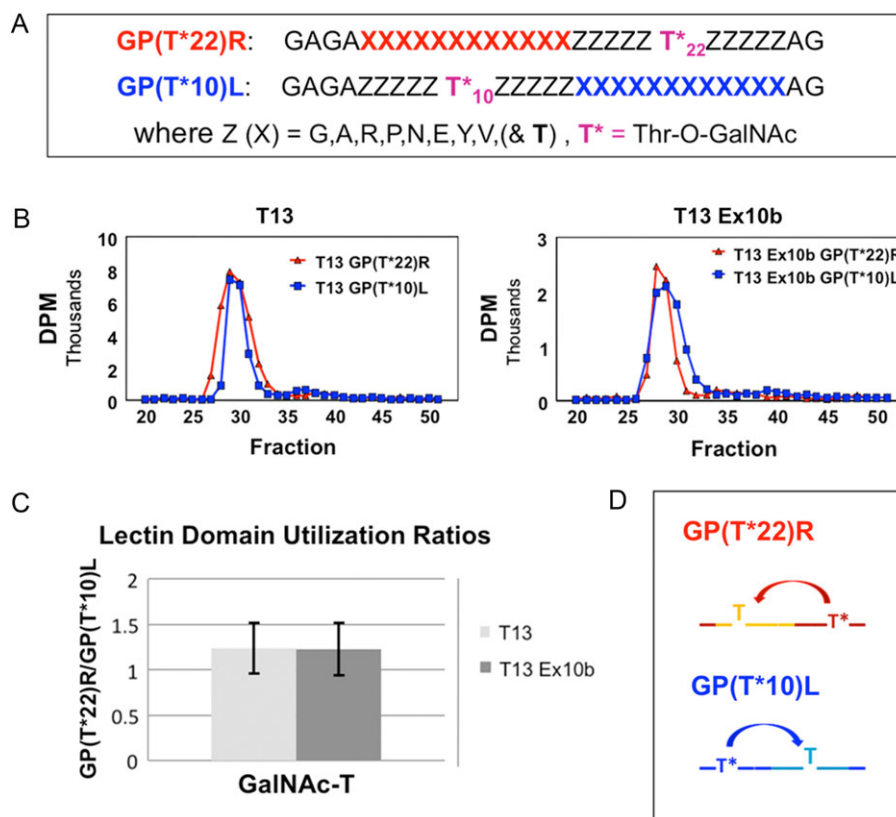 A
GP(T*22)R: GAGAXXXXXXXXXXXXZZZZZ T*22ZZZZZAG
GP(T*10)L: GAGAZZZZZ T*10ZZZZZXXXXXXXXXXXXAG
where Z (X) = G,A,R,P,N,E,Y,V,(& T) , T* = Thr-O-GalNAc
B
T13
DPM
Thousands
10
8
6
4
2
0
T13 GP(T*22)R
T13 GP(T*10)L
20 25 30 35 40 45 50
Fraction
T13 Ex10b
DPM
Thousands
3
2
1
0
T13 Ex10b GP(T*22)R
T13 Ex10b GP(T*10)L
20 25 30 35 40 45 50
Fraction
C
Lectin Domain Utilization Ratios
GP(T*22)R/GP(T*10)L
2
1.5
1
0.5
0
T13
T13 Ex10b
GalNAc-T
D
GP(T*22)R
T
T*
GP(T*10)L
T*
T